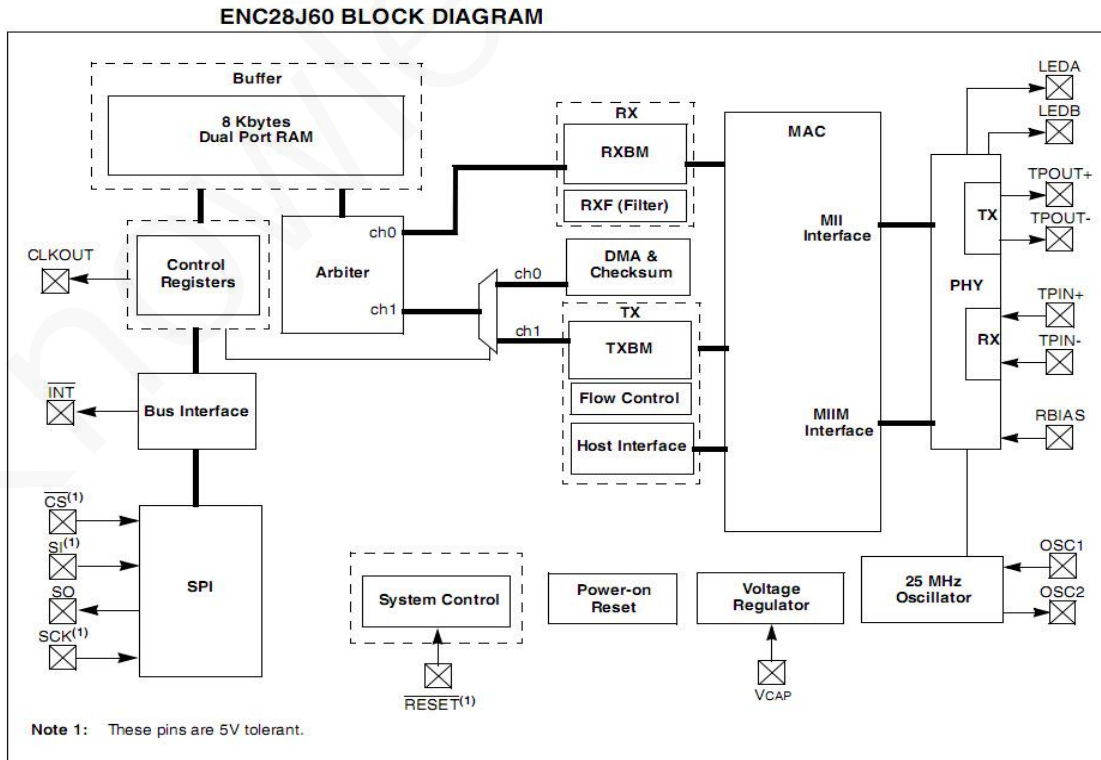 ENC28J60 BLOCK DIAGRAM
Buffer
8 Kbytes
Dual Port RAM
CLKOUT
Control
Registers
Arbiter
ch0
ch1
INT
Bus Interface
CS(1)
SI(1)
SO
SCK(1)
SPI
RX
RXBM
RXF (Filter)
ch0
DMA &
Checksum
ch1
TX
TXBM
Flow Control
Host Interface
MAC
MII
Interface
MIIM
Interface
PHY
TX
RX
LEDA
LEDB
TPOUT+
TPOUT-
TPIN+
TPIN-
RBIAS
System Control
RESET(1)
Power-on
Reset
Voltage
Regulator
VCAP
25 MHz
Oscillator
OSC1
OSC2
Note 1: These pins are 5V tolerant.